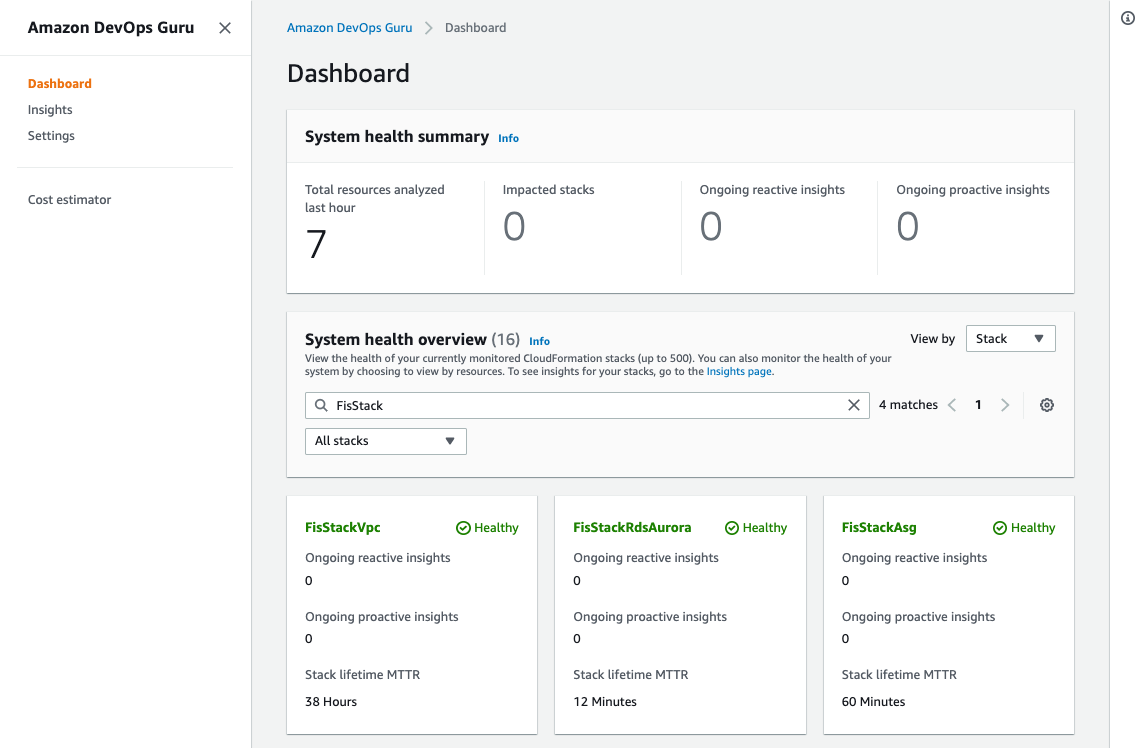 Amazon DevOps Guru
Dashboard
Insights
Settings
Cost estimator
Amazon DevOps Guru Dashboard
Dashboard
System health summary Info
Total resources analyzed
last hour
7
Impacted stacks
0
Ongoing reactive insights
0
Ongoing proactive insights
0
System health overview (16) Info
View the health of your currently monitored CloudFormation stacks (up to 500). You can also monitor the health of your
system by choosing to view by resources. To see insights for your stacks, go to the Insights page.
View by Stack
FisStack
4 matches 1
All stacks
FisStackVpc Healthy
Ongoing reactive insights
0
Ongoing proactive insights
0
Stack lifetime MTTR
38 Hours
FisStackRdsAurora Healthy
Ongoing reactive insights
0
Ongoing proactive insights
0
Stack lifetime MTTR
12 Minutes
FisStackAsg Healthy
Ongoing reactive insights
0
Ongoing proactive insights
0
Stack lifetime MTTR
60 Minutes